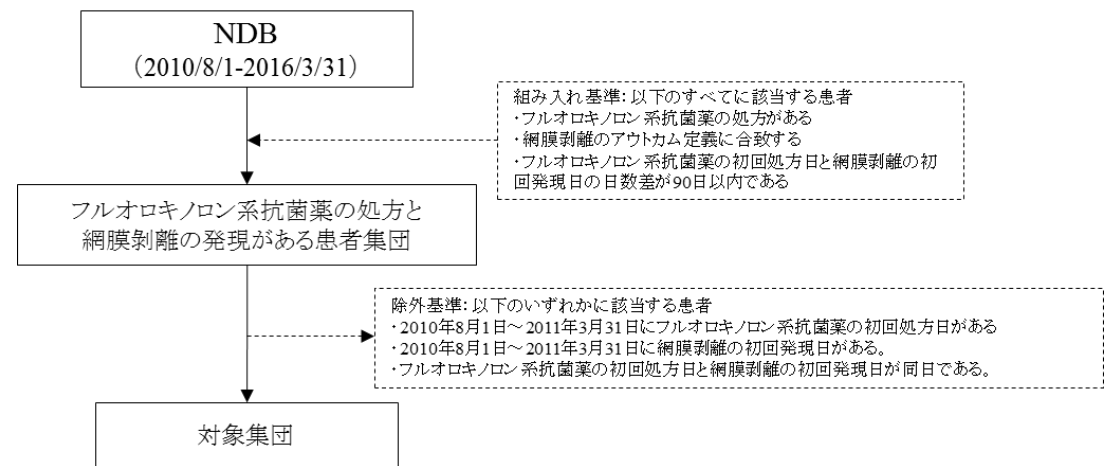 NDB
（2010/8/1-2016/3/31）
組み入れ基準：以下のすべてに該当する患者
・フルオロキノロン系抗菌薬の処方がある
・網膜剥離のアウトカム定義に合致する
・フルオロキノロン系抗菌薬の初回処方日と網膜剥離の初
回発現日の日数差が90日以内である
フルオロキノロン系抗菌薬の処方と
網膜剥離の発現がある患者集団
除外基準：以下のいずれかに該当する患者
・2010年8月1日～2011年3月31日にフルオロキノロン系抗菌薬の初回処方日がある
・2010年8月1日～2011年3月31日に網膜剥離の初回発現日がある。
・フルオロキノロン系抗菌薬の初回処方日と網膜剥離の初回発現日が同日である。
対象集団